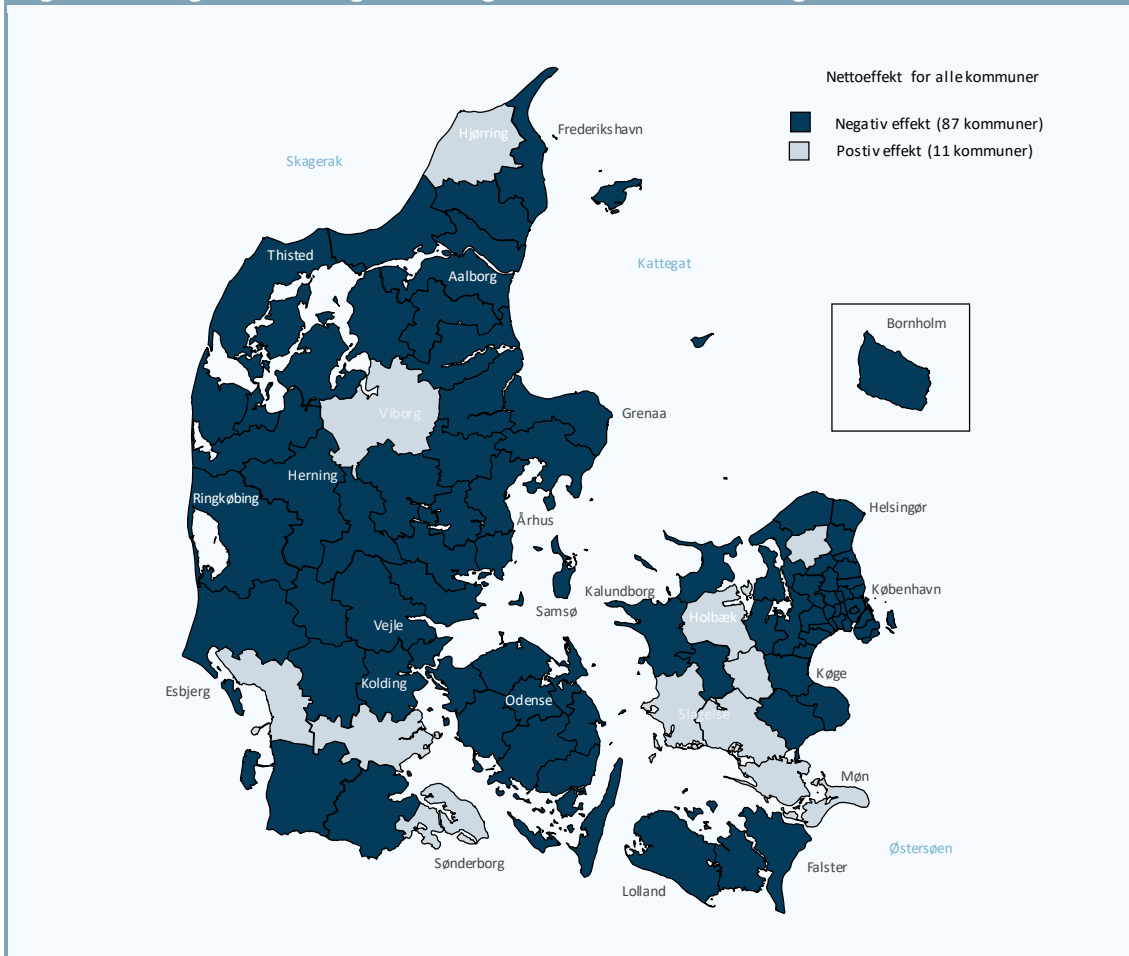 Nettoeffekt for alle kommuner
Negativ effekt (87 kommuner)
Postiv effekt (11 kommuner)
Hjørring
Frederikshavn
Skagerak
Thisted
Kattegat
Aalborg
Bornholm
Viborg
Grenaa
Herning
Ringkøbing
Helsingør
Århus
København
Kalundborg
Samsø
Holbæk
Vejle
Køge
Kolding
Esbjerg
Odense
Slagelse
Møn
Østersøen
Sønderborg
Falster
Lolland